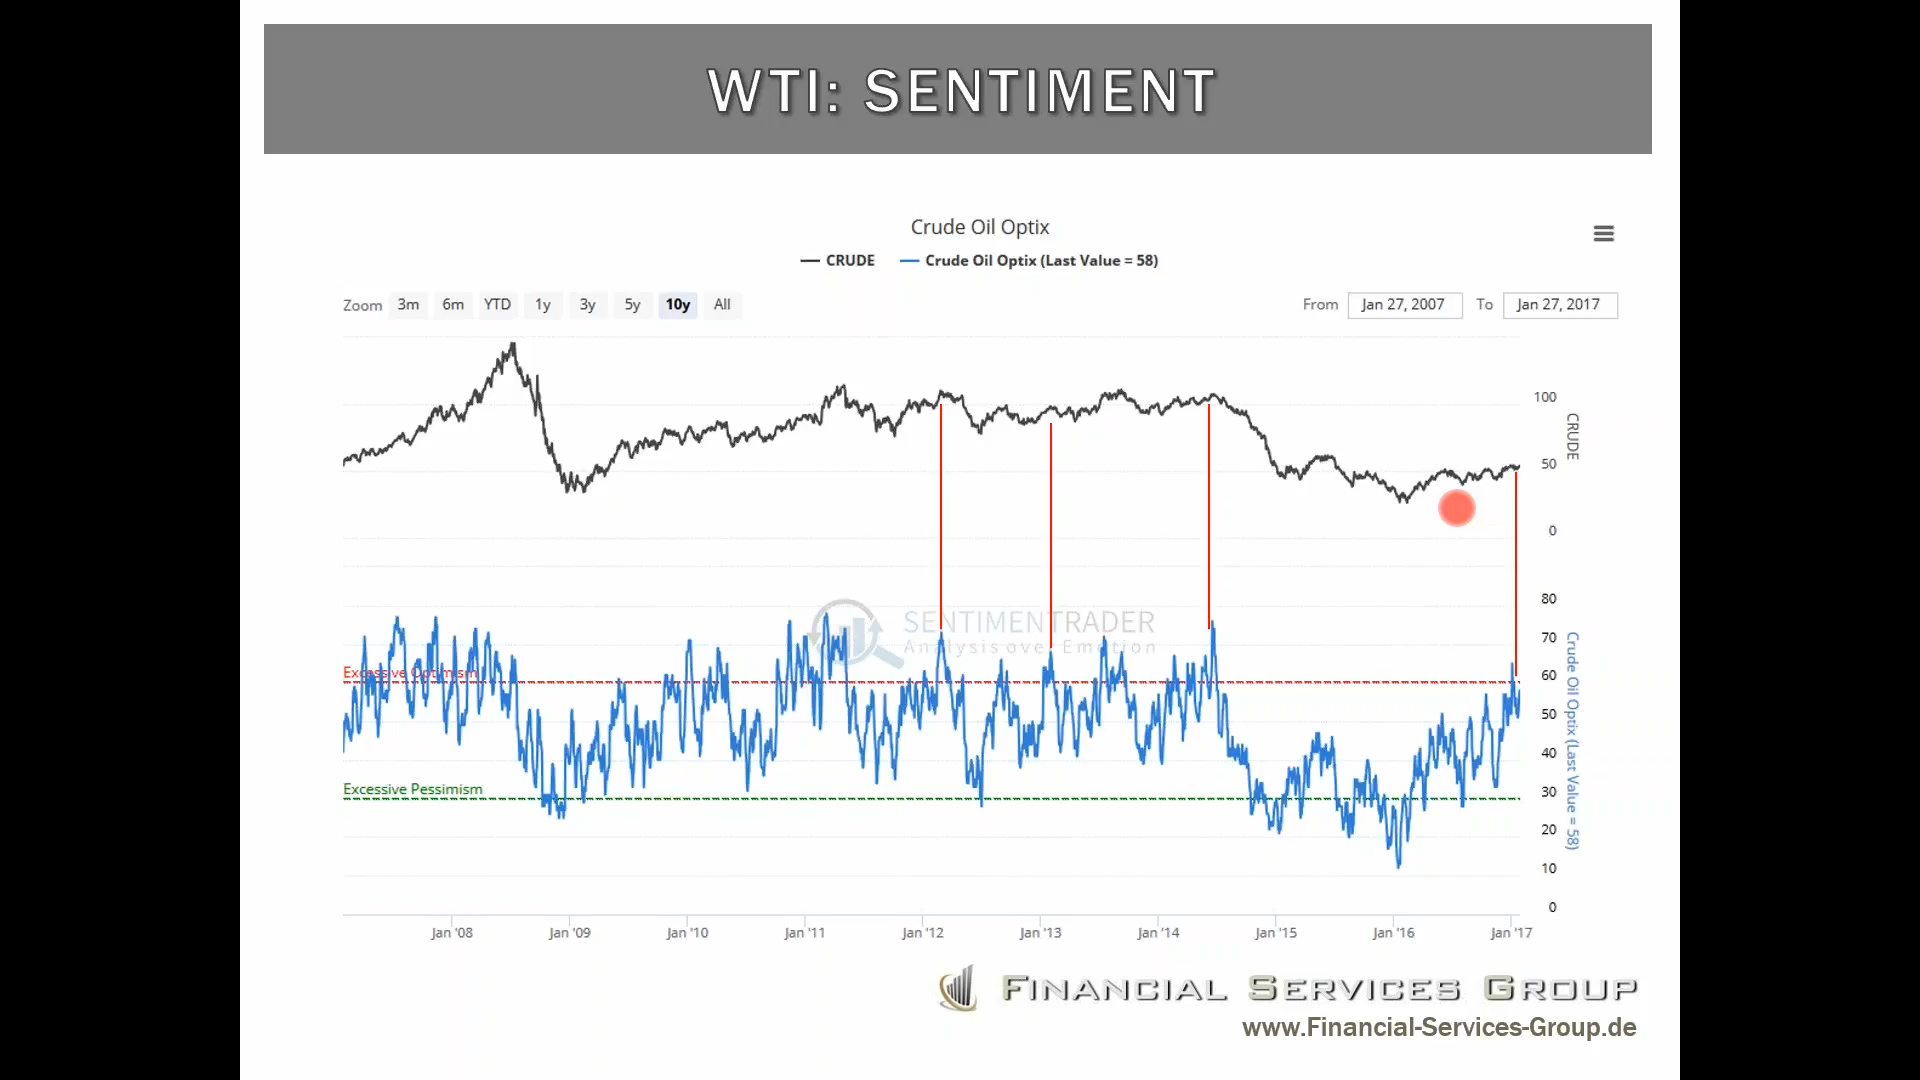 WTI: SENTIMENT
Crude Oil Optix
CRUDE
Crude Oil Optix (Last Value = 58)
Zoom 3m 6m YTD 1y 3y 5y 10y All
From Jan 27, 2007 To Jan 27, 2017
100
50
0
CRUDE
SENTIMENTRADER
Analysis over Emotion
Excessive Optimism
Excessive Pessimism
80
70
60
50
40
30
20
10
0
Crude Oil Optix (Last Value = 58)
Jan '08 Jan '09 Jan '10 Jan '11 Jan '12 Jan '13 Jan '14 Jan '15 Jan '16 Jan '17
FINANCIAL SERVICES GROUP
www.Financial-Services-Group.de